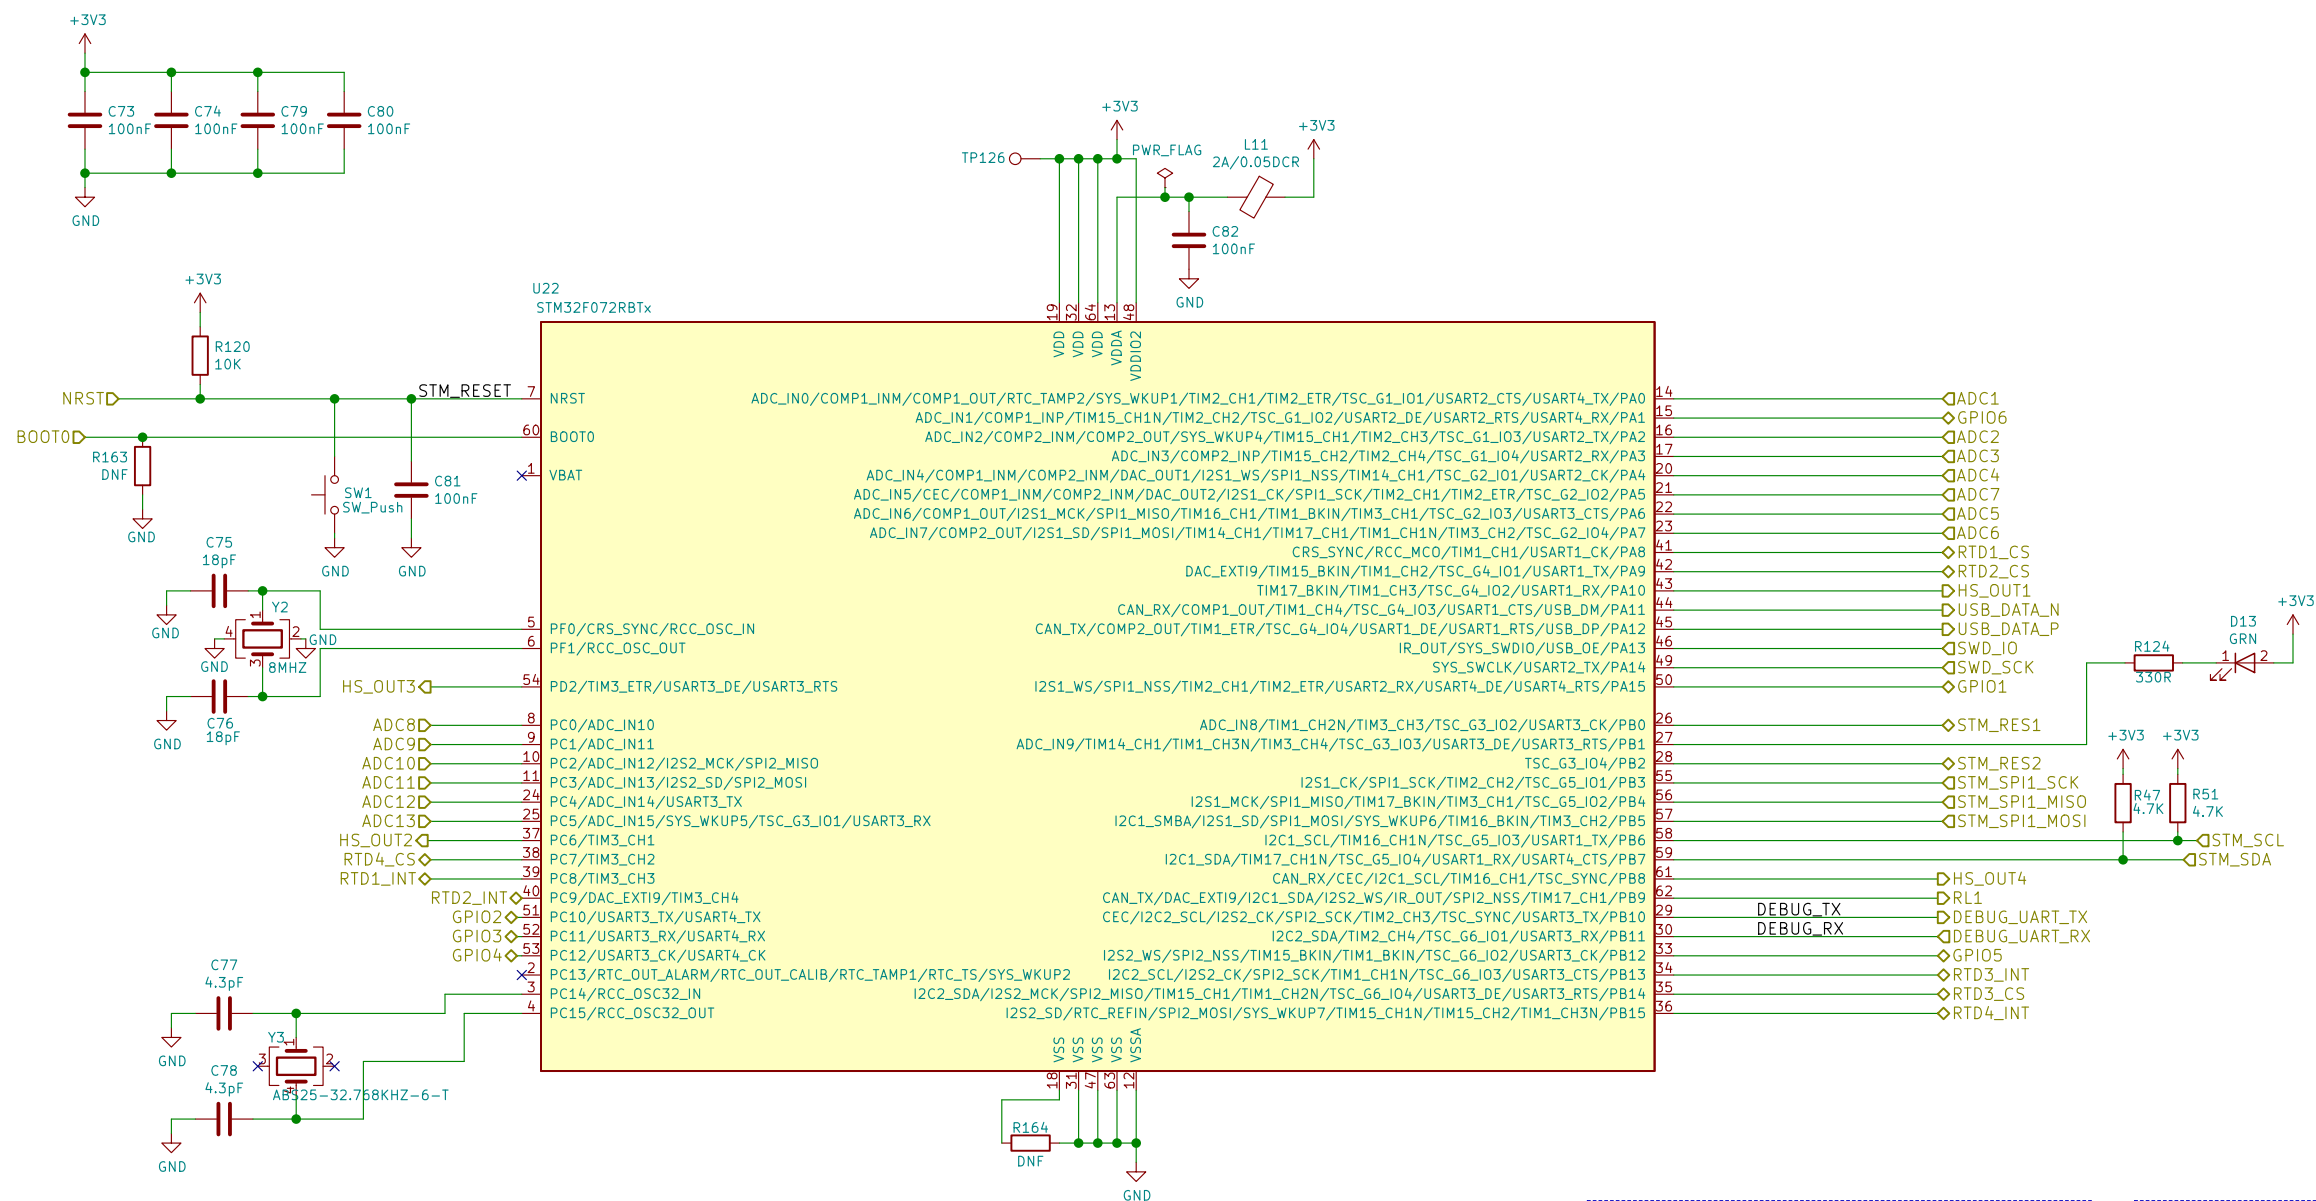 +3V3
C73
100nF
C74
100nF
C79
100nF
C80
100nF
GND
+3V3
TP126
PWR_FLAG
L11
2A/0.05DCR
+3V3
C82
100nF
GND
U22
STM32F072RBTx
19
32
64
13
48
VDD
VDD
VDD
VDDA
VDDIO2
+3V3
R120
10K
NRST
STM_RESET
7
NRST
BOOT0
60
BOOT0
R163
DNF
GND
1
VBAT
SW1
SW_Push
GND
C81
100nF
GND
C75
18pF
GND
Y2
1
4
2
3
GND
GND
8MHZ
C76
18pF
GND
5
PF0/CRS_SYNC/RCC_OSC_IN
6
PF1/RCC_OSC_OUT
HS_OUT3
54
PD2/TIM3_ETR/USART3_DE/USART3_RTS
ADC8
8
PC0/ADC_IN10
ADC9
9
PC1/ADC_IN11
ADC10
10
PC2/ADC_IN12/I2S2_MCK/SPI2_MISO
ADC11
11
PC3/ADC_IN13/I2S2_SD/SPI2_MOSI
ADC12
24
PC4/ADC_IN14/USART3_TX
ADC13
25
PC5/ADC_IN15/SYS_WKUP5/TSC_G3_IO1/USART3_RX
HS_OUT2
37
PC6/TIM3_CH1
RTD4_CS
38
PC7/TIM3_CH2
RTD1_INT
39
PC8/TIM3_CH3
RTD2_INT
40
PC9/DAC_EXTI9/TIM3_CH4
GPIO2
51
PC10/USART3_TX/USART4_TX
GPIO3
52
PC11/USART3_RX/USART4_RX
GPIO4
53
PC12/USART3_CK/USART4_CK
2
PC13/RTC_OUT_ALARM/RTC_OUT_CALIB/RTC_TAMP1/RTC_TS/SYS_WKUP2
3
PC14/RCC_OSC32_IN
4
PC15/RCC_OSC32_OUT
C77
4.3pF
GND
Y3
1
3
2
4
ABS25-32.768KHZ-6-T
C78
4.3pF
GND
ADC_IN0/COMP1_INM/COMP1_OUT/RTC_TAMP2/SYS_WKUP1/TIM2_CH1/TIM2_ETR/TSC_G1_IO1/USART2_CTS/USART4_TX/PA0
14
ADC1
ADC_IN1/COMP1_INP/TIM15_CH1N/TIM2_CH2/TSC_G1_IO2/USART2_DE/USART2_RTS/USART4_RX/PA1
15
GPIO6
ADC_IN2/COMP2_INM/COMP2_OUT/SYS_WKUP4/TIM15_CH1/TIM2_CH3/TSC_G1_IO3/USART2_TX/PA2
16
ADC2
ADC_IN3/COMP2_INP/TIM15_CH2/TIM2_CH4/TSC_G1_IO4/USART2_RX/PA3
17
ADC3
ADC_IN4/COMP1_INM/COMP2_INM/DAC_OUT1/I2S1_WS/SPI1_NSS/TIM14_CH1/TSC_G2_IO1/USART2_CK/PA4
20
ADC4
ADC_IN5/CEC/COMP1_INM/COMP2_INM/DAC_OUT2/I2S1_CK/SPI1_SCK/TIM2_CH1/TIM2_ETR/TSC_G2_IO2/PA5
21
ADC7
ADC_IN6/COMP1_OUT/I2S1_MCK/SPI1_MISO/TIM16_CH1/TIM1_BKIN/TIM3_CH1/TSC_G2_IO3/USART3_CTS/PA6
22
ADC5
ADC_IN7/COMP2_OUT/I2S1_SD/SPI1_MOSI/TIM14_CH1/TIM17_CH1/TIM1_CH1N/TIM3_CH2/TSC_G2_IO4/PA7
23
ADC6
CRS_SYNC/RCC_MCO/TIM1_CH1/USART1_CK/PA8
41
RTD1_CS
DAC_EXTI9/TIM15_BKIN/TIM1_CH2/TSC_G4_IO1/USART1_TX/PA9
42
RTD2_CS
TIM17_BKIN/TIM1_CH3/TSC_G4_IO2/USART1_RX/PA10
43
HS_OUT1
CAN_RX/COMP1_OUT/TIM1_CH4/TSC_G4_IO3/USART1_CTS/USB_DM/PA11
44
USB_DATA_N
CAN_TX/COMP2_OUT/TIM1_ETR/TSC_G4_IO4/USART1_DE/USART1_RTS/USB_DP/PA12
45
USB_DATA_P
IR_OUT/SYS_SWDIO/USB_OE/PA13
46
SWD_IO
SYS_SWCLK/USART2_TX/PA14
49
SWD_SCK
I2S1_WS/SPI1_NSS/TIM2_CH1/TIM2_ETR/USART2_RX/USART4_DE/USART4_RTS/PA15
50
GPIO1
ADC_IN8/TIM1_CH2N/TIM3_CH3/TSC_G3_IO2/USART3_CK/PB0
26
STM_RES1
ADC_IN9/TIM14_CH1/TIM1_CH3N/TIM3_CH4/TSC_G3_IO3/USART3_DE/USART3_RTS/PB1
27
TSC_G3_IO4/PB2
28
STM_RES2
I2S1_CK/SPI1_SCK/TIM2_CH2/TSC_G5_IO1/PB3
55
STM_SPI1_SCK
I2S1_MCK/SPI1_MISO/TIM17_BKIN/TIM3_CH1/TSC_G5_IO2/PB4
56
STM_SPI1_MISO
I2C1_SMBA/I2S1_SD/SPI1_MOSI/SYS_WKUP6/TIM16_BKIN/TIM3_CH2/PB5
57
STM_SPI1_MOSI
I2C1_SCL/TIM16_CH1N/TSC_G5_IO3/USART1_TX/PB6
58
STM_SCL
I2C1_SDA/TIM17_CH1N/TSC_G5_IO4/USART1_RX/USART4_CTS/PB7
59
STM_SDA
CAN_RX/CEC/I2C1_SCL/TIM16_CH1/TSC_SYNC/PB8
61
HS_OUT4
CAN_TX/DAC_EXTI9/I2C1_SDA/I2S2_WS/IR_OUT/SPI2_NSS/TIM17_CH1/PB9
62
RL1
CEC/I2C2_SCL/I2S2_CK/SPI2_SCK/TIM2_CH3/TSC_SYNC/USART3_TX/PB10
29
DEBUG_TX
DEBUG_UART_TX
I2C2_SDA/TIM2_CH4/TSC_G6_IO1/USART3_RX/PB11
30
DEBUG_RX
DEBUG_UART_RX
I2S2_WS/SPI2_NSS/TIM15_BKIN/TIM1_BKIN/TSC_G6_IO2/USART3_CK/PB12
33
GPIO5
I2C2_SCL/I2S2_CK/SPI2_SCK/TIM1_CH1N/TSC_G6_IO3/USART3_CTS/PB13
34
RTD3_INT
I2C2_SDA/I2S2_MCK/SPI2_MISO/TIM15_CH1/TIM1_CH2N/TSC_G6_IO4/USART3_DE/USART3_RTS/PB14
35
RTD3_CS
I2S2_SD/RTC_REFIN/SPI2_MOSI/SYS_WKUP7/TIM15_CH1N/TIM15_CH2/TIM1_CH3N/PB15
36
RTD4_INT
R124
330R
D13
GRN
1
2
+3V3
+3V3
+3V3
R47
4.7K
R51
4.7K
VSS
VSS
VSS
VSS
VSSA
18
31
47
63
12
R164
DNF
GND